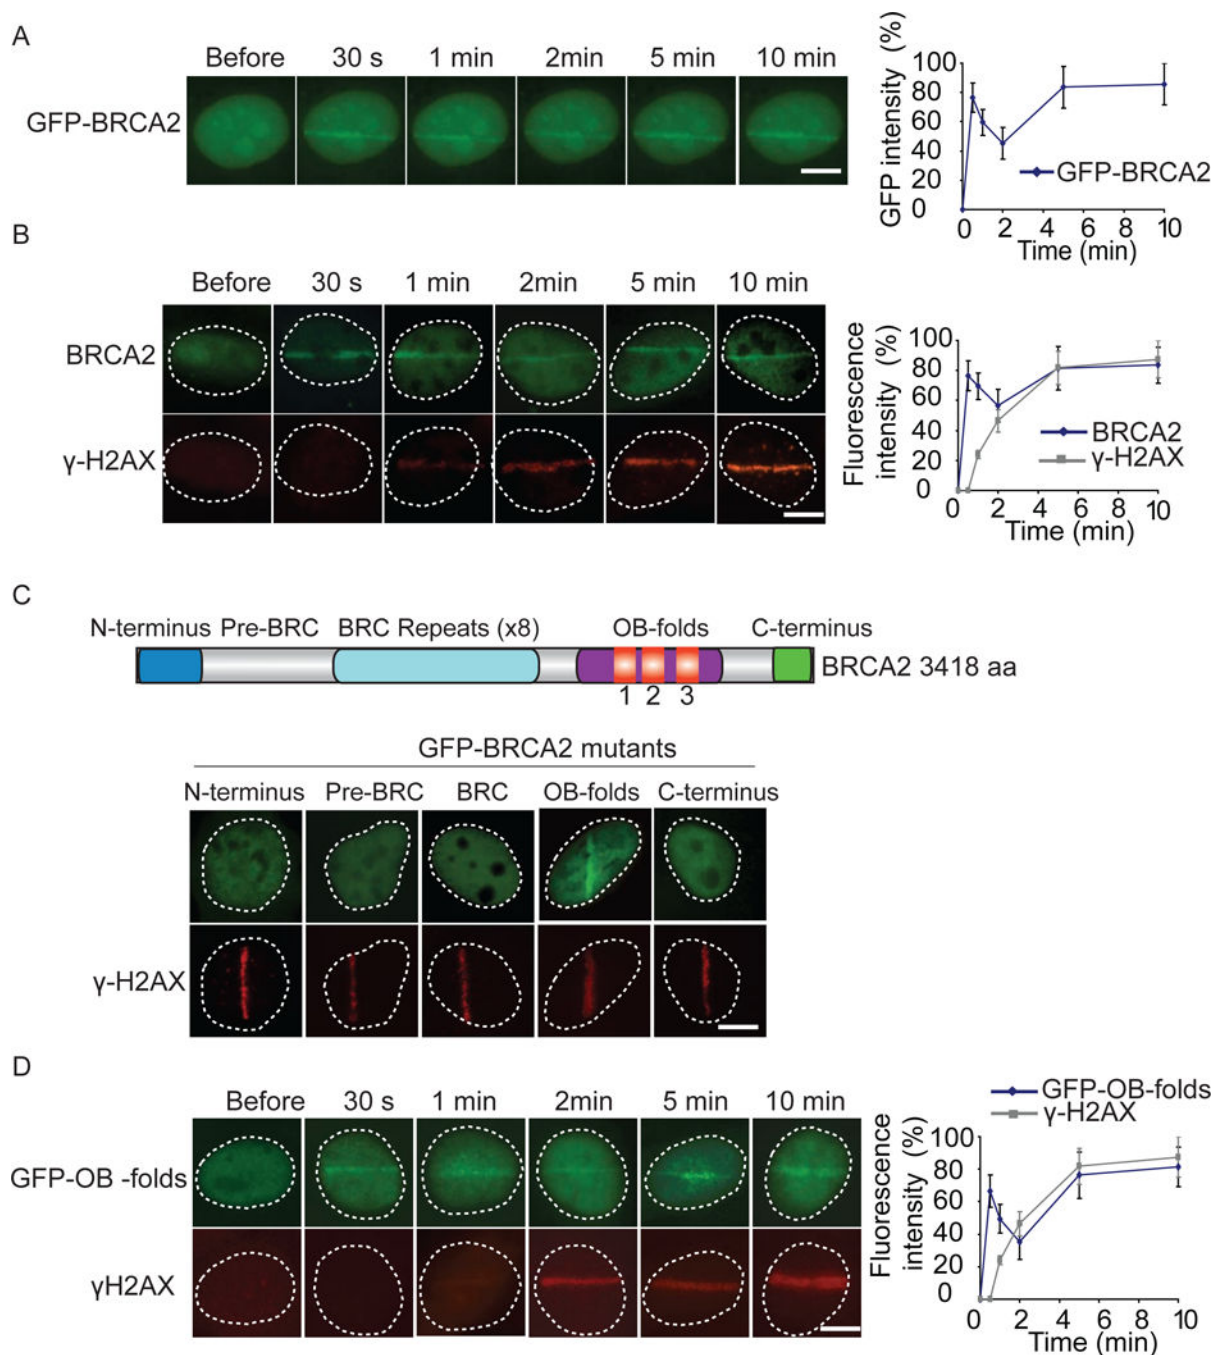 A
Before 30 s 1 min 2min 5 min 10 min
GFP-BRCA2
GFP intensity (%)
100
80
60
40
20
0
GFP-BRCA2
0 2 4 6 8 10
Time (min)
B
Before 30 s 1 min 2min 5 min 10 min
BRCA2
γ-H2AX
Fluorescence
intensity (%)
100
80
60
40
20
0
BRCA2
γ-H2AX
0 2 4 6 8 10
Time (min)
C
N-terminus Pre-BRC BRC Repeats (x8) OB-folds C-terminus
BRCA2 3418 aa
1 2 3
GFP-BRCA2 mutants
N-terminus Pre-BRC BRC OB-folds C-terminus
γ-H2AX
D
Before 30 s 1 min 2min 5 min 10 min
GFP-OB -folds
γH2AX
GFP-OB-folds
γ-H2AX
Fluorescence
intensity (%)
100
80
60
40
20
0
0 2 4 6 8 10
Time (min)